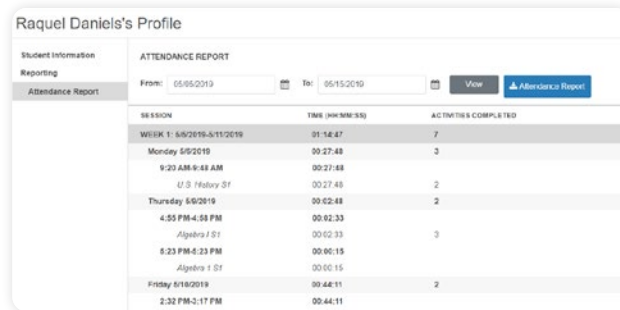 Raquel Daniels's Profile
Student Information
Reporting
Attendance Report
ATTENDANCE REPORT
From: 05/05/2019 To: 05/15/2019 View Attendance Report
SESSION TIME (HH:MM:SS) ACTIVITIES COMPLETED
WEEK 1: 5/5/2019-5/11/2019 01:14:47 7
Monday 5/6/2019 00:27:48 3
9:20 AM-9:48 AM 00:27:48
U.S. History S1 00:27:48 2
Thursday 5/9/2019 00:02:48 2
4:55 PM-4:58 PM 00:02:33
Algebra I S1 00:02:33 3
5:23 PM-5:23 PM 00:00:15
Algebra 1 S1 00:00:15
Friday 5/10/2019 00:44:11 2
2:32 PM-3:17 PM 00:44:11